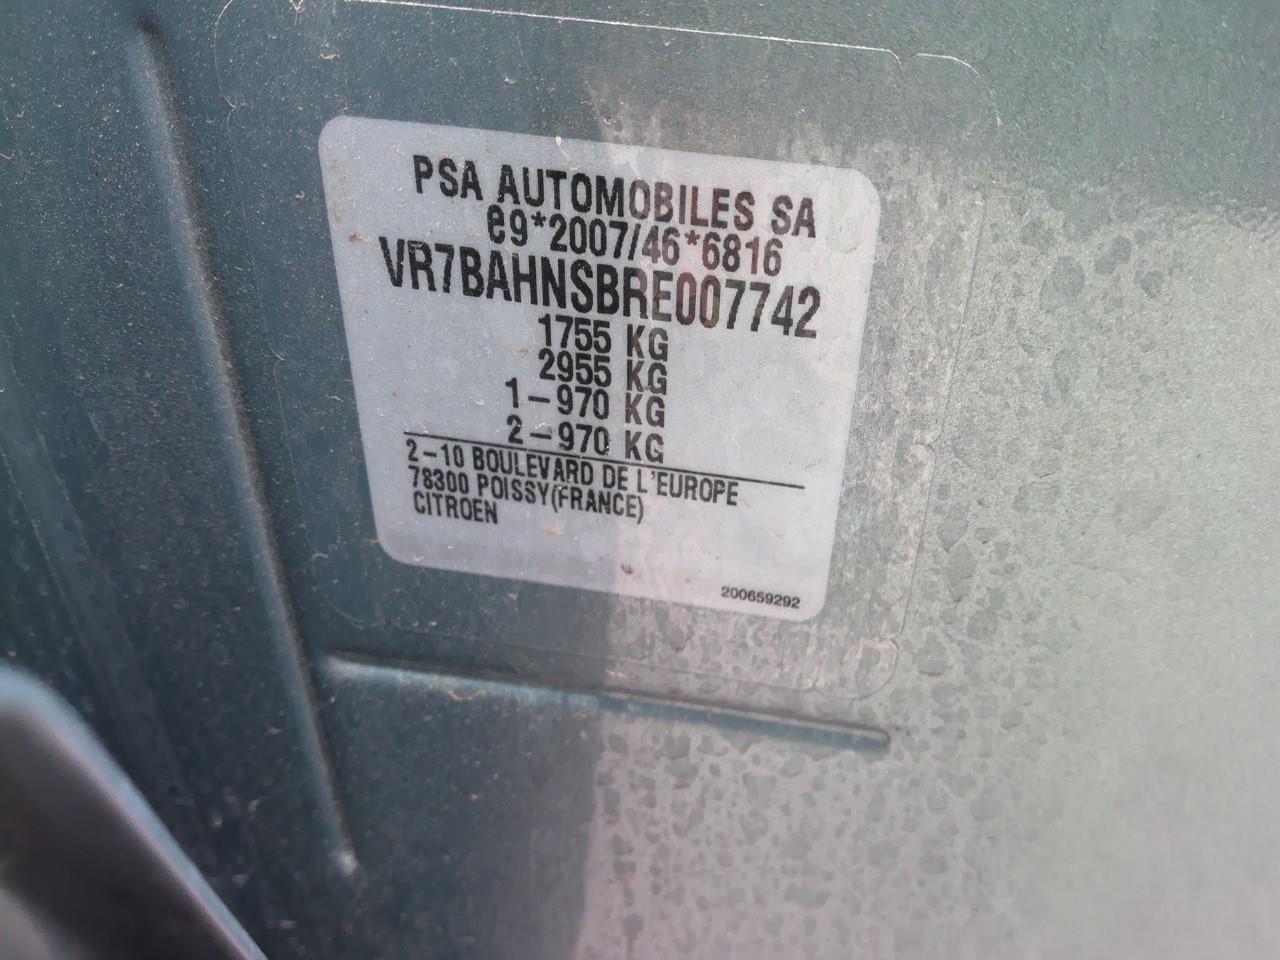 PSA AUTOMOBILES SA
e9*2007/46*6816
VR7BAHNSBRE007742
1755 KG
2955 KG
1-970 KG
2-970 KG
2-10 BOULEVARD DE L'EUROPE
78300 POISSY(FRANCE)
CITROEN
200659292